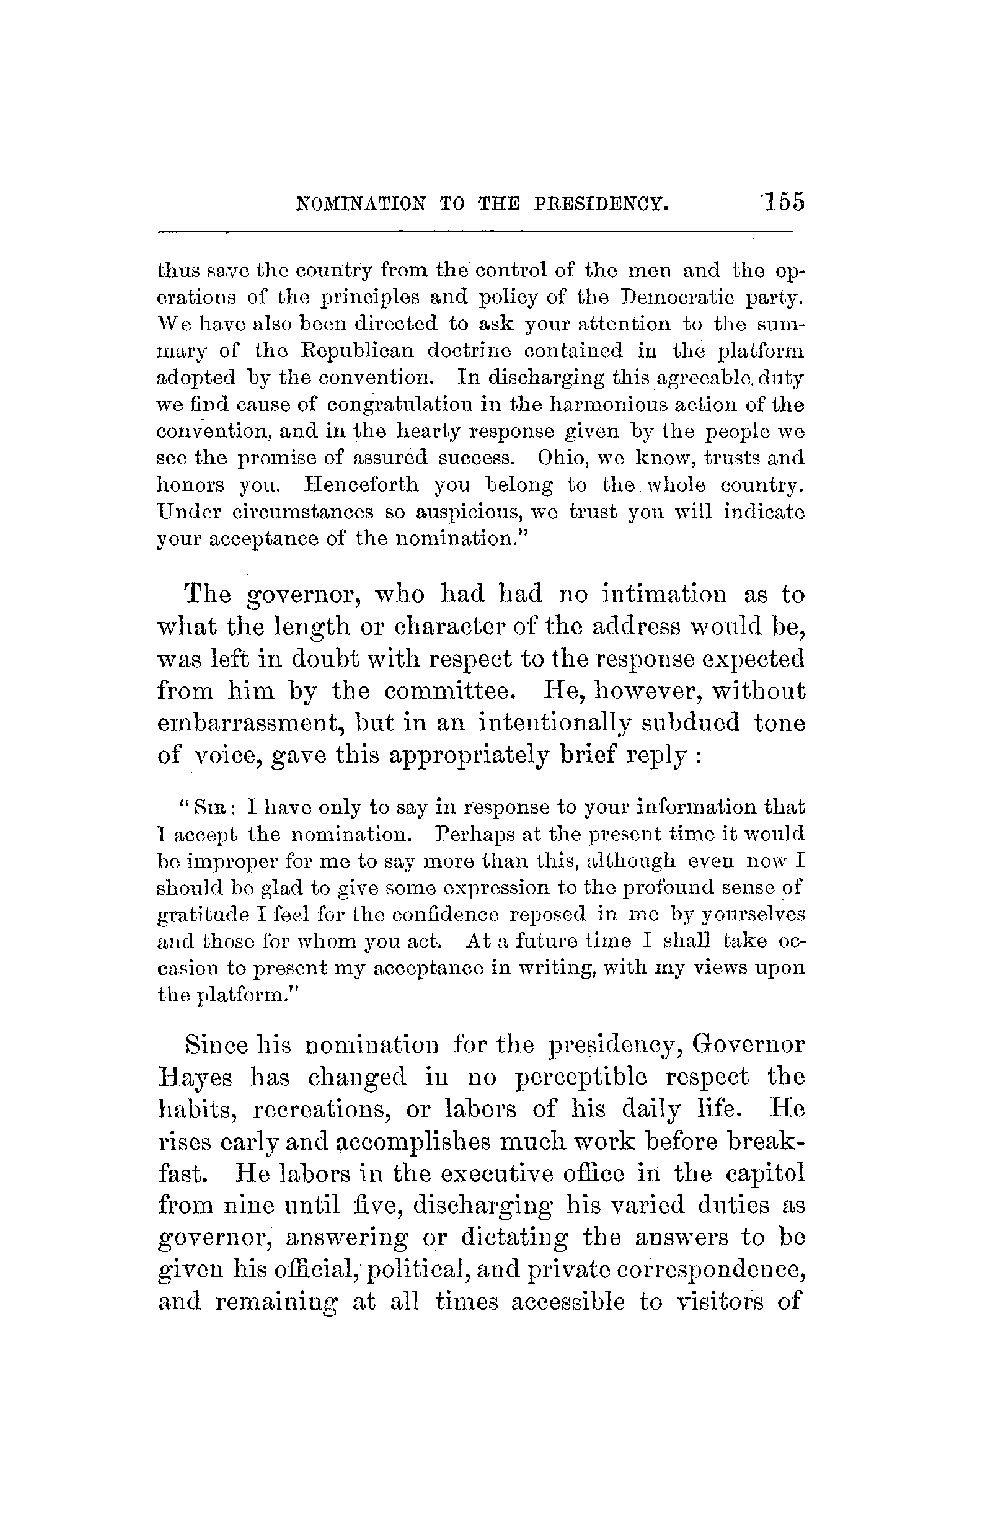 NOMINATION TO THE PRESIDENCY. 155
thus save the country from the control of the men and the op-
erations of the principles and policy of the Democratic party.
We have also been directed to ask your attention to the sum-
mary of the Republican doctrine contained in the platform
adopted by the convention. In discharging this agreeable duty
we find cause of congratulation in the harmonious action of the
convention, and in the hearty response given by the people we
see the promise of assured success. Ohio, we know, trusts and
honors you. Henceforth you belong to the whole country.
Under circumstances so auspicious, we trust you will indicate
your acceptance of the nomination."
The governor, who had had no intimation as to
what the length or character of the address would be,
was left in doubt with respect to the response expected
from him by the committee. He, however, without
embarrassment, but in an intentionally subdued tone
of voice, gave this appropriately brief reply :
"SIR: I have only to say in response to your information that
I accept the nomination. Perhaps at the present time it would
be improper for me to say more than this, although even now I
should be glad to give some expression to the profound sense of
gratitude I feel for the confidence reposed in me by yourselves
and those for whom you act. At a future time I shall take oc-
casion to present my acceptance in writing, with my views upon
the platform."
Since his nomination for the presidency, Governor
Hayes has changed in no perceptible respect the
habits, recreations, or labors of his daily life. He
rises early and accomplishes much work before break-
fast. He labors in the executive office in the capitol
from nine until five, discharging his varied duties as
governor, answering or dictating the answers to be
given his official, political, and private correspondence,
and remaining at all times accessible to visitors of